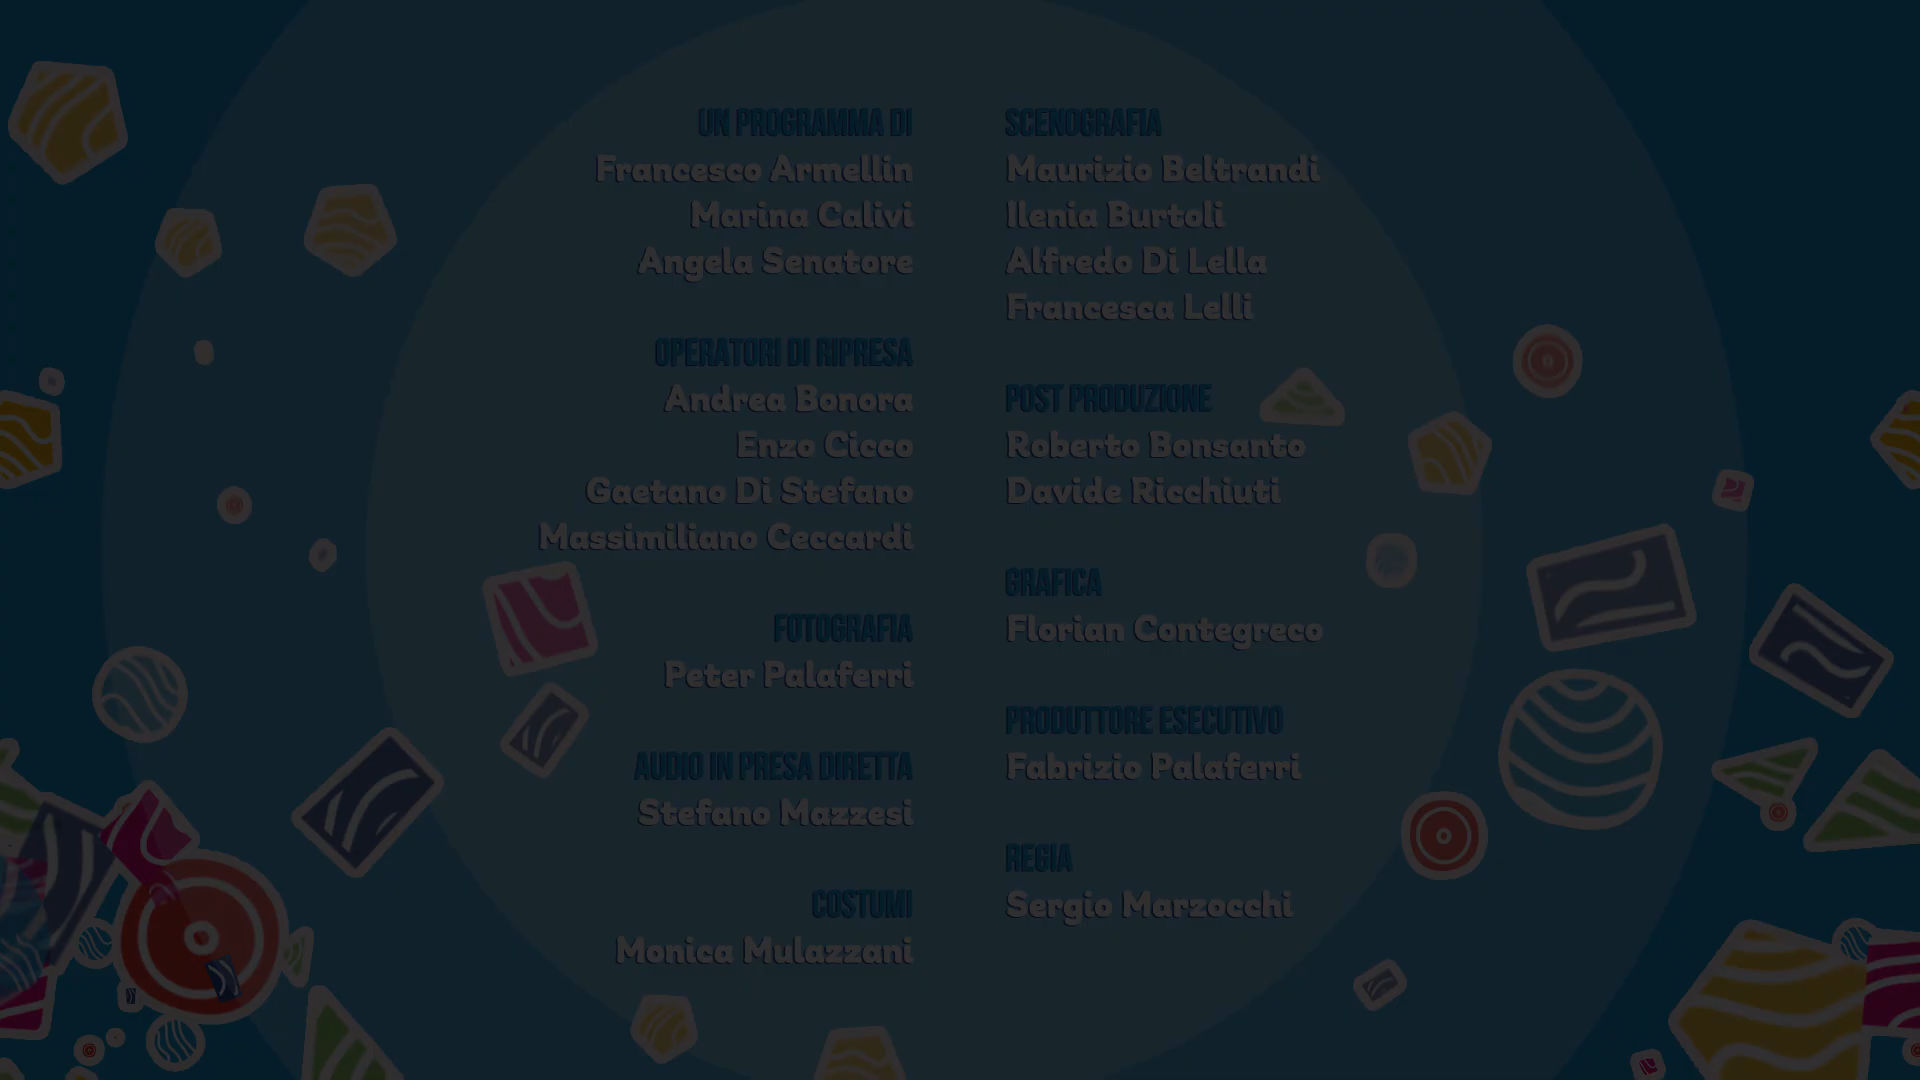 UN PROGRAMMA DI
Francesco Armellin
Marina Calivi
Angela Senatore
OPERATORI DI RIPRESA
Andrea Bonora
Enzo Cicco
Gaetano Di Stefano
Massimiliano Ceccardi
FOTOGRAFIA
Peter Palaferri
AUDIO IN PRESA DIRETTA
Stefano Mazzesi
COSTUMI
Monica Mulazzani
SCENOGRAFIA
Maurizio Beltrandi
Ilenia Burtoli
Alfredo Di Lella
Francesca Lelli
POST PRODUZIONE
Roberto Bonsanto
Davide Ricchiuti
GRAFICA
Florian Contegreco
PRODUTTORE ESECUTIVO
Fabrizio Palaferri
REGIA
Sergio Marzocchi